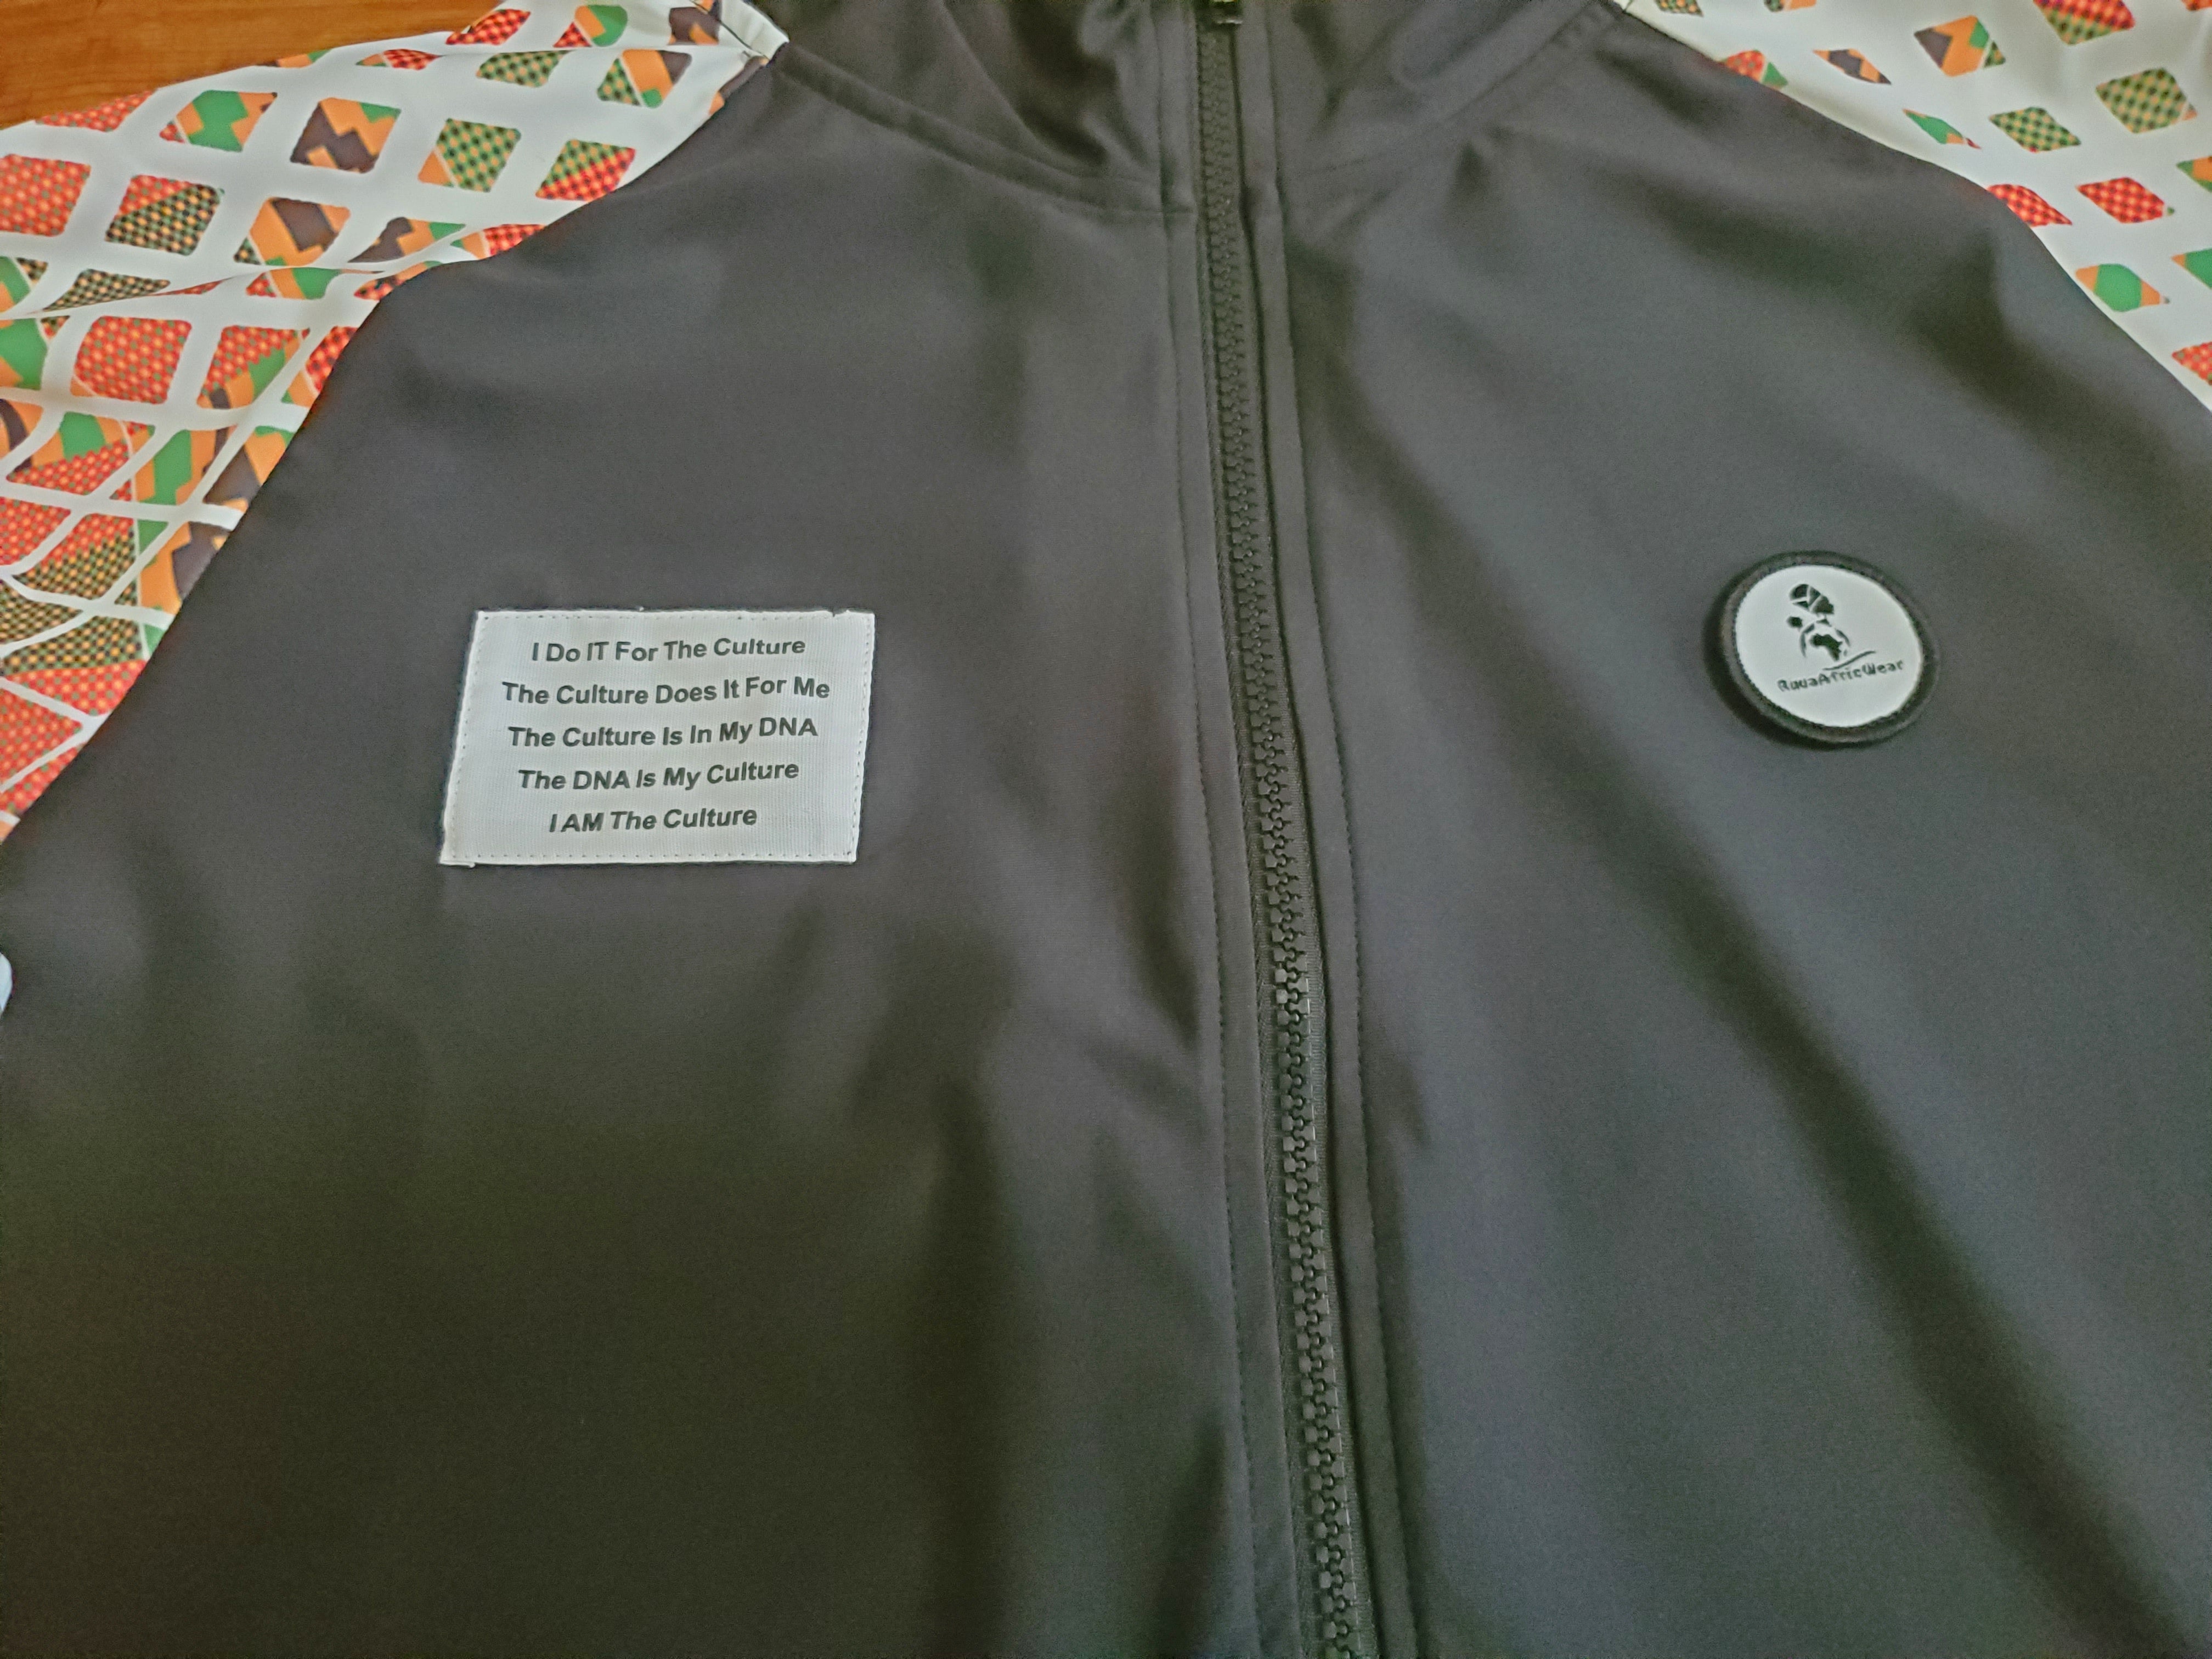 I Do IT For The Culture
The Culture Does It For Me
The Culture Is In My DNA
The DNA Is My Culture
I AM The Culture
RuvaAfricWear